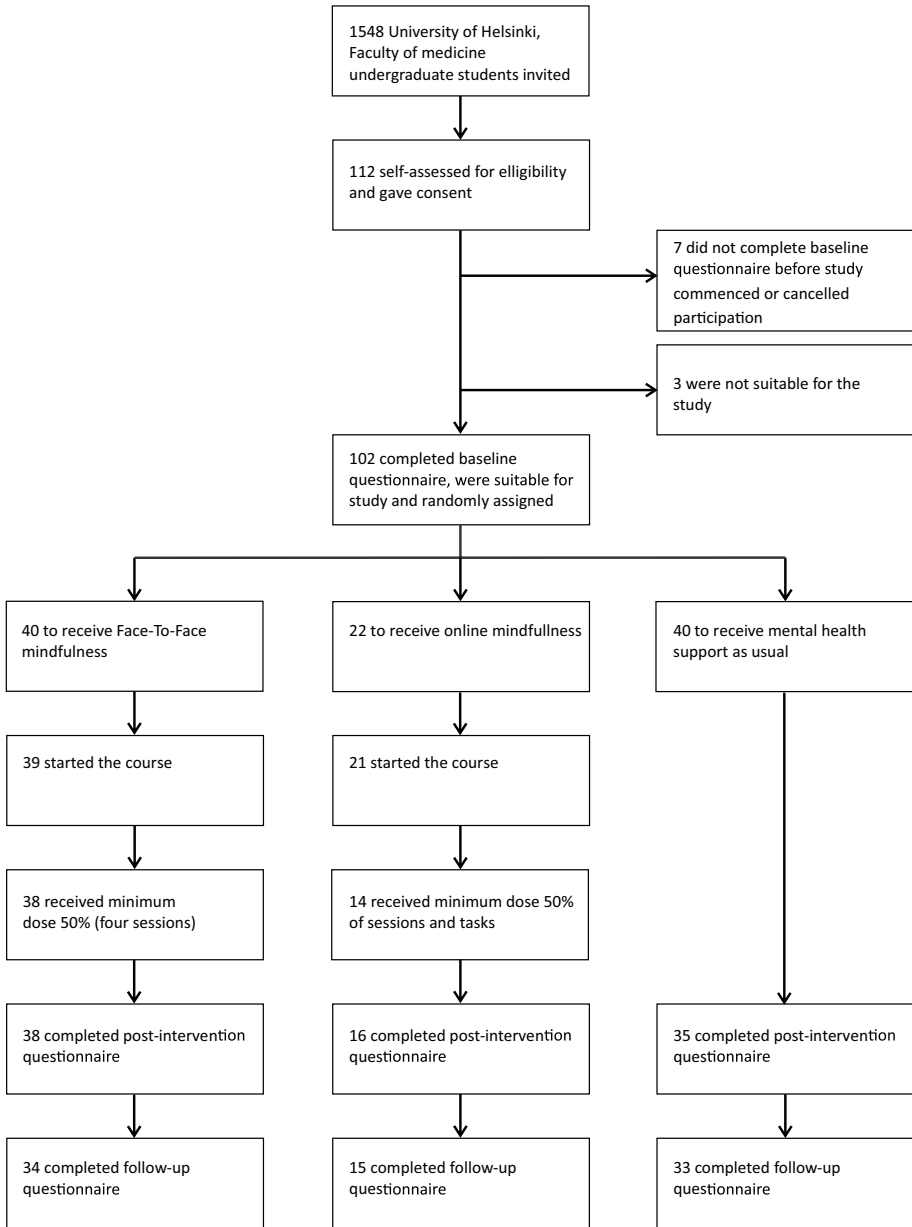 1548 University of Helsinki,
Faculty of medicine
undergraduate students invited
112 self-assessed for elligibility
and gave consent
7 did not complete baseline
questionnaire before study
commenced or cancelled
participation
3 were not suitable for the
study
102 completed baseline
questionnaire, were suitable for
study and randomly assigned
40 to receive Face-To-Face
mindfulness
22 to receive online mindfullness
40 to receive mental health
support as usual
39 started the course
21 started the course
38 received minimum
dose 50% (four sessions)
14 received minimum dose 50%
of sessions and tasks
38 completed post-intervention
questionnaire
16 completed post-intervention
questionnaire
35 completed post-intervention
questionnaire
34 completed follow-up
questionnaire
15 completed follow-up
questionnaire
33 completed follow-up
questionnaire